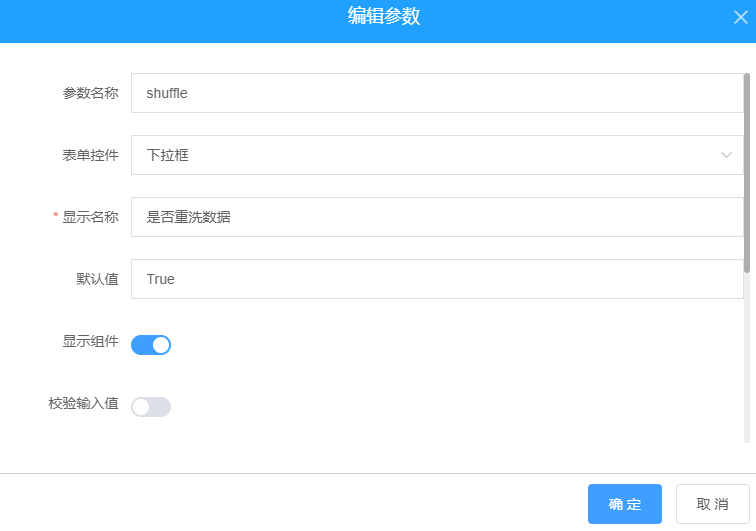 编辑参数
参数名称 shuffle
表单控件 下拉框
* 显示名称 是否重洗数据
默认值 True
显示组件
校验输入值
确定 取消